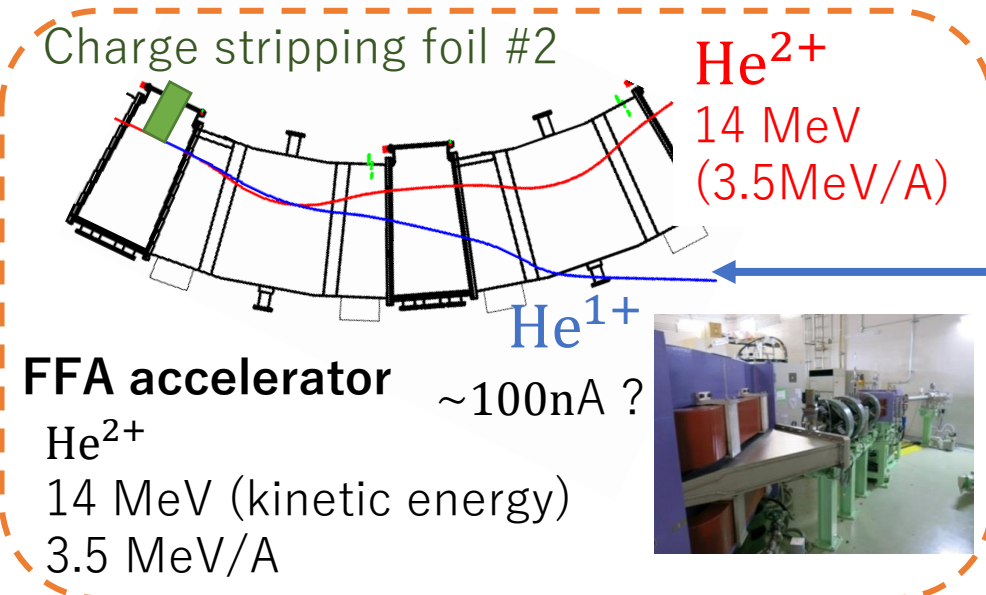 Charge stripping foil #2
He²⁺
14 MeV
(3.5MeV/A)
He¹⁺
FFA accelerator
~100nA ?
He²⁺
14 MeV (kinetic energy)
3.5 MeV/A